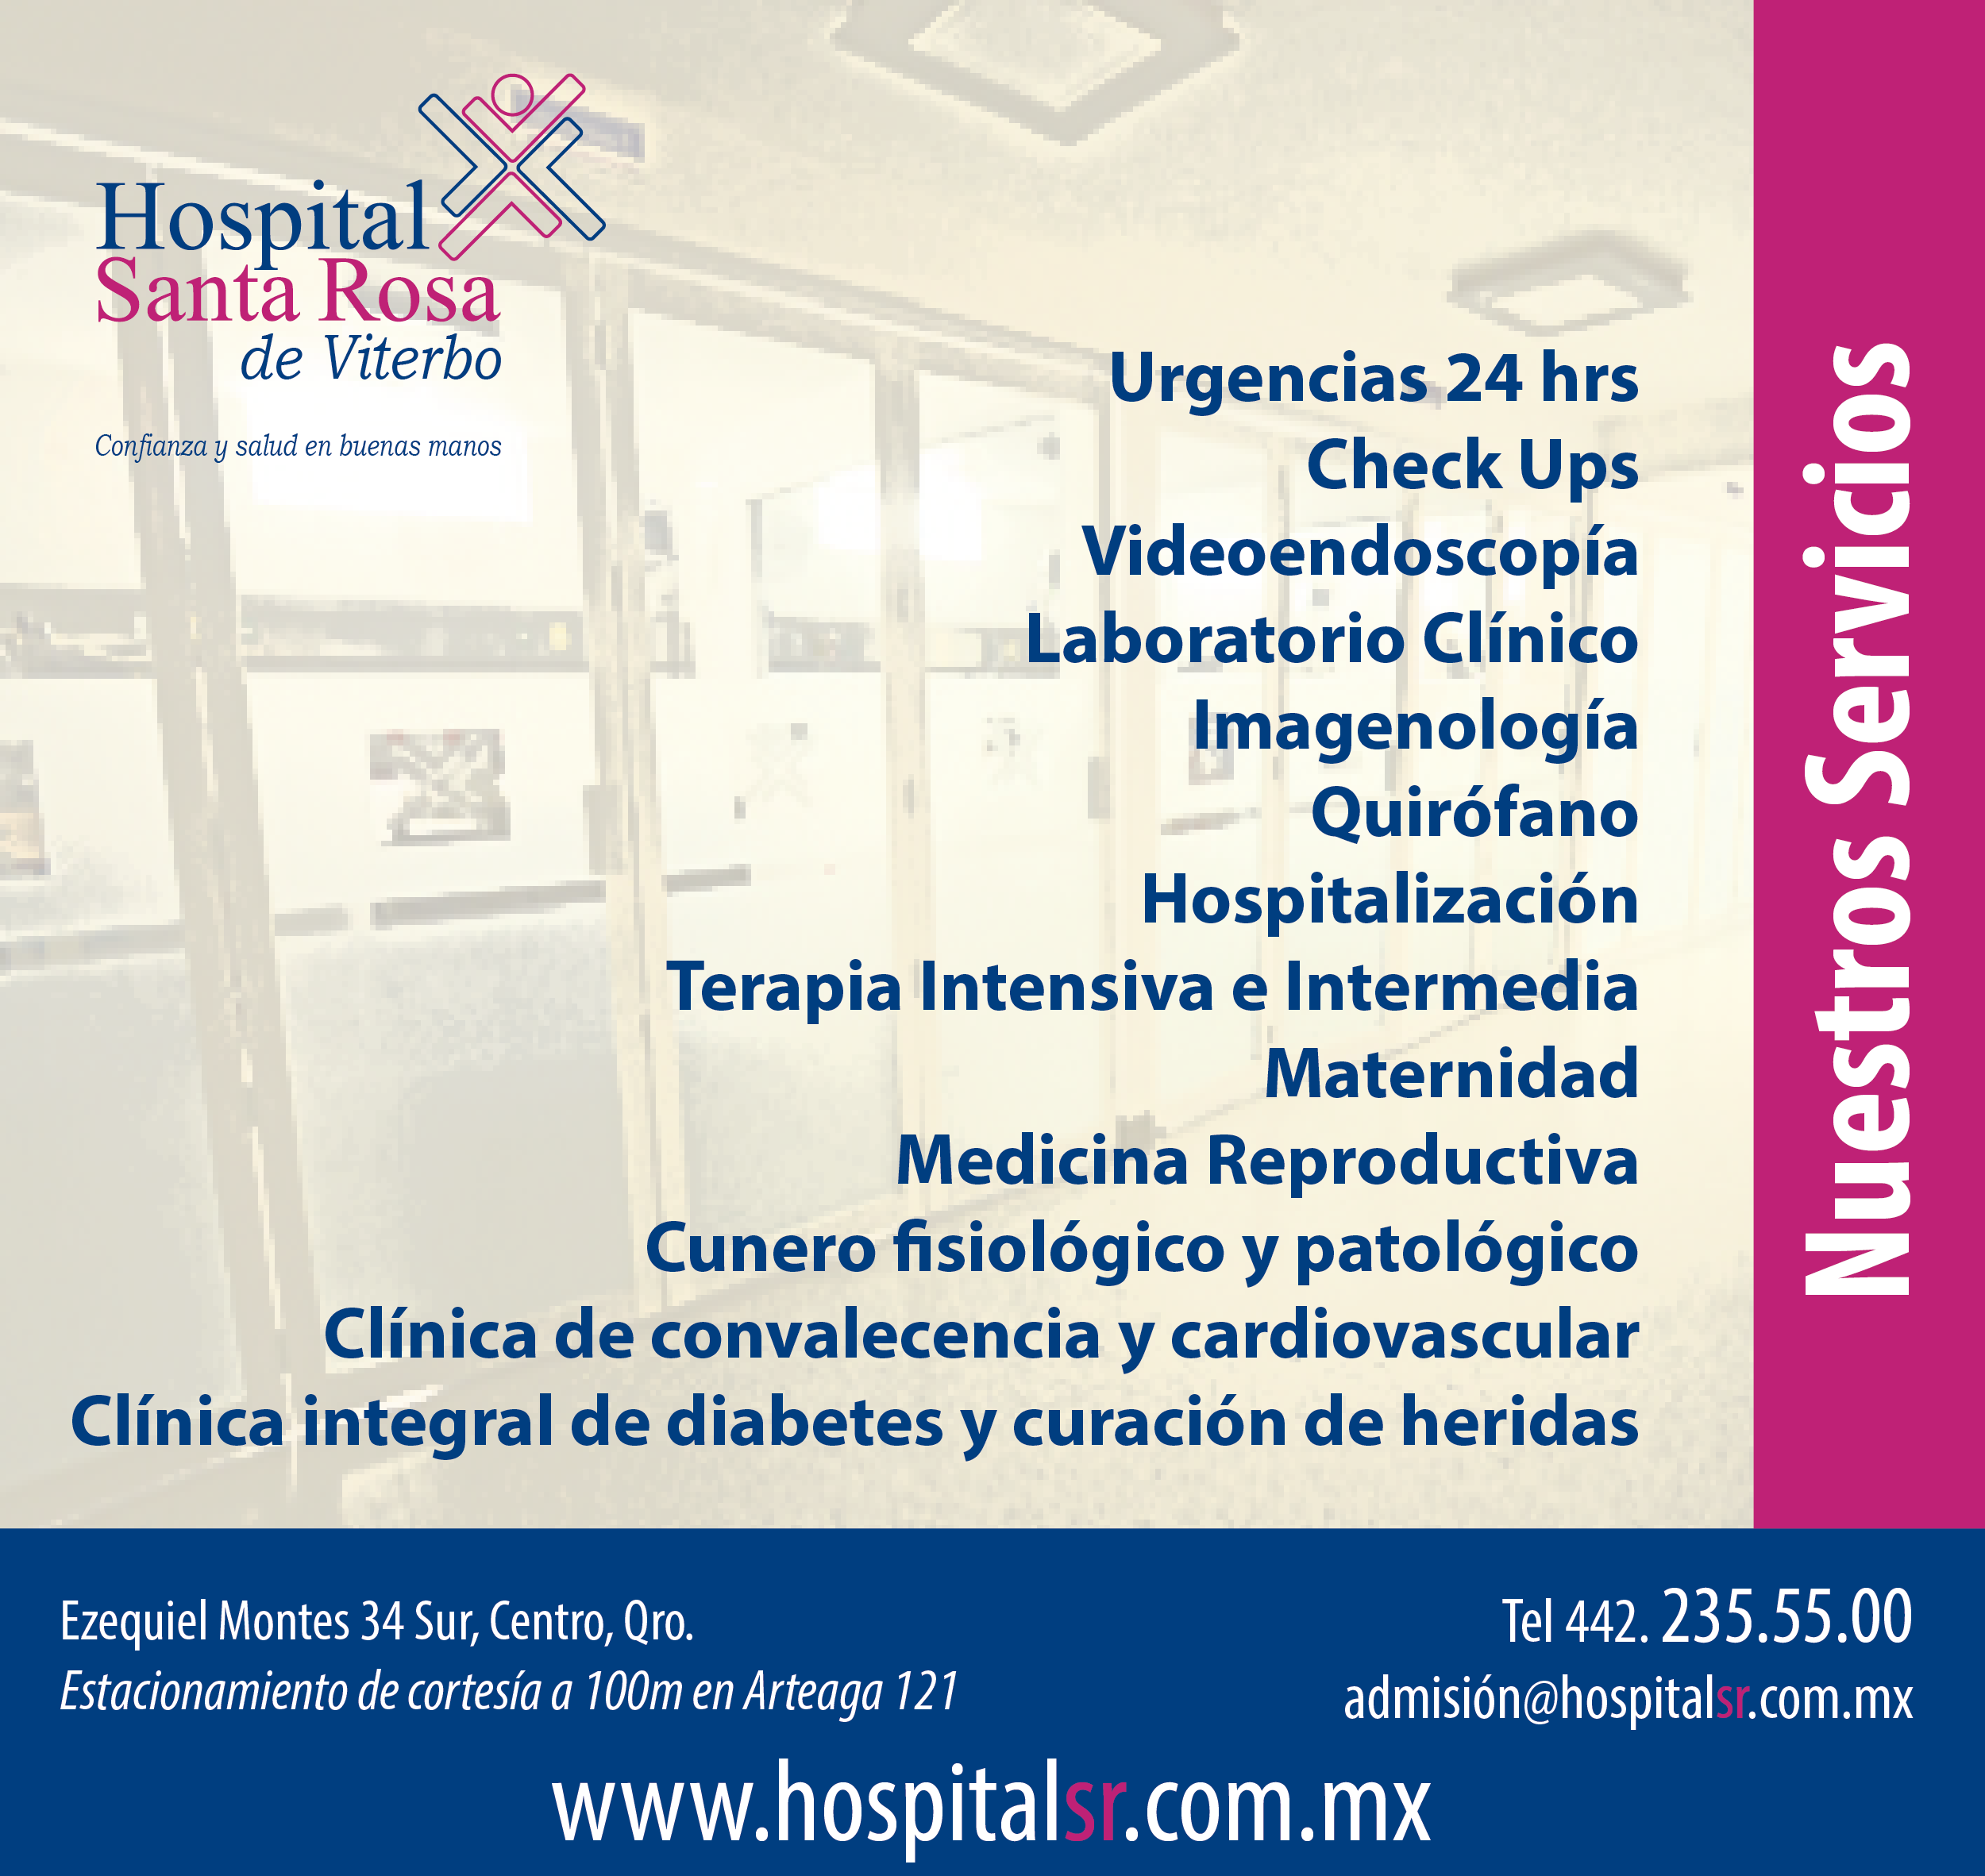 Hospital
Santa Rosa
de Viterbo
Confianza y salud en buenas manos
Nuestros Servicios
Urgencias 24 hrs
Check Ups
Videoendoscopía
Laboratorio Clínico
Imagenología
Quirófano
Hospitalización
Terapia Intensiva e Intermedia
Maternidad
Medicina Reproductiva
Cunero fisiológico y patológico
Clínica de convalecencia y cardiovascular
Clínica integral de diabetes y curación de heridas
Ezequiel Montes 34 Sur, Centro, Qro.
Estacionamiento de cortesía a 100m en Arteaga 121
Tel 442. 235.55.00
admisión@hospitalsr.com.mx
www.hospitalsr.com.mx